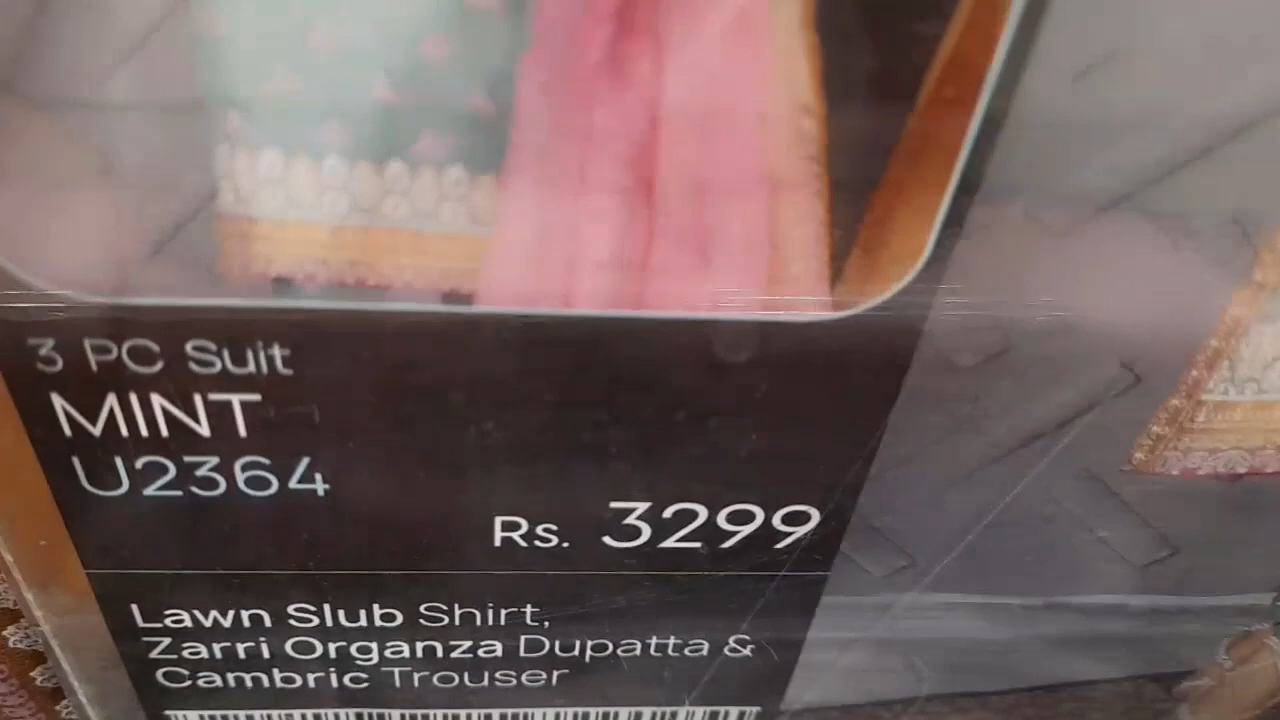 3 PC Suit
MINT
U2364
Rs. 3299
Lawn Slub Shirt,
Zarri Organza Dupatta &
Cambric Trouser